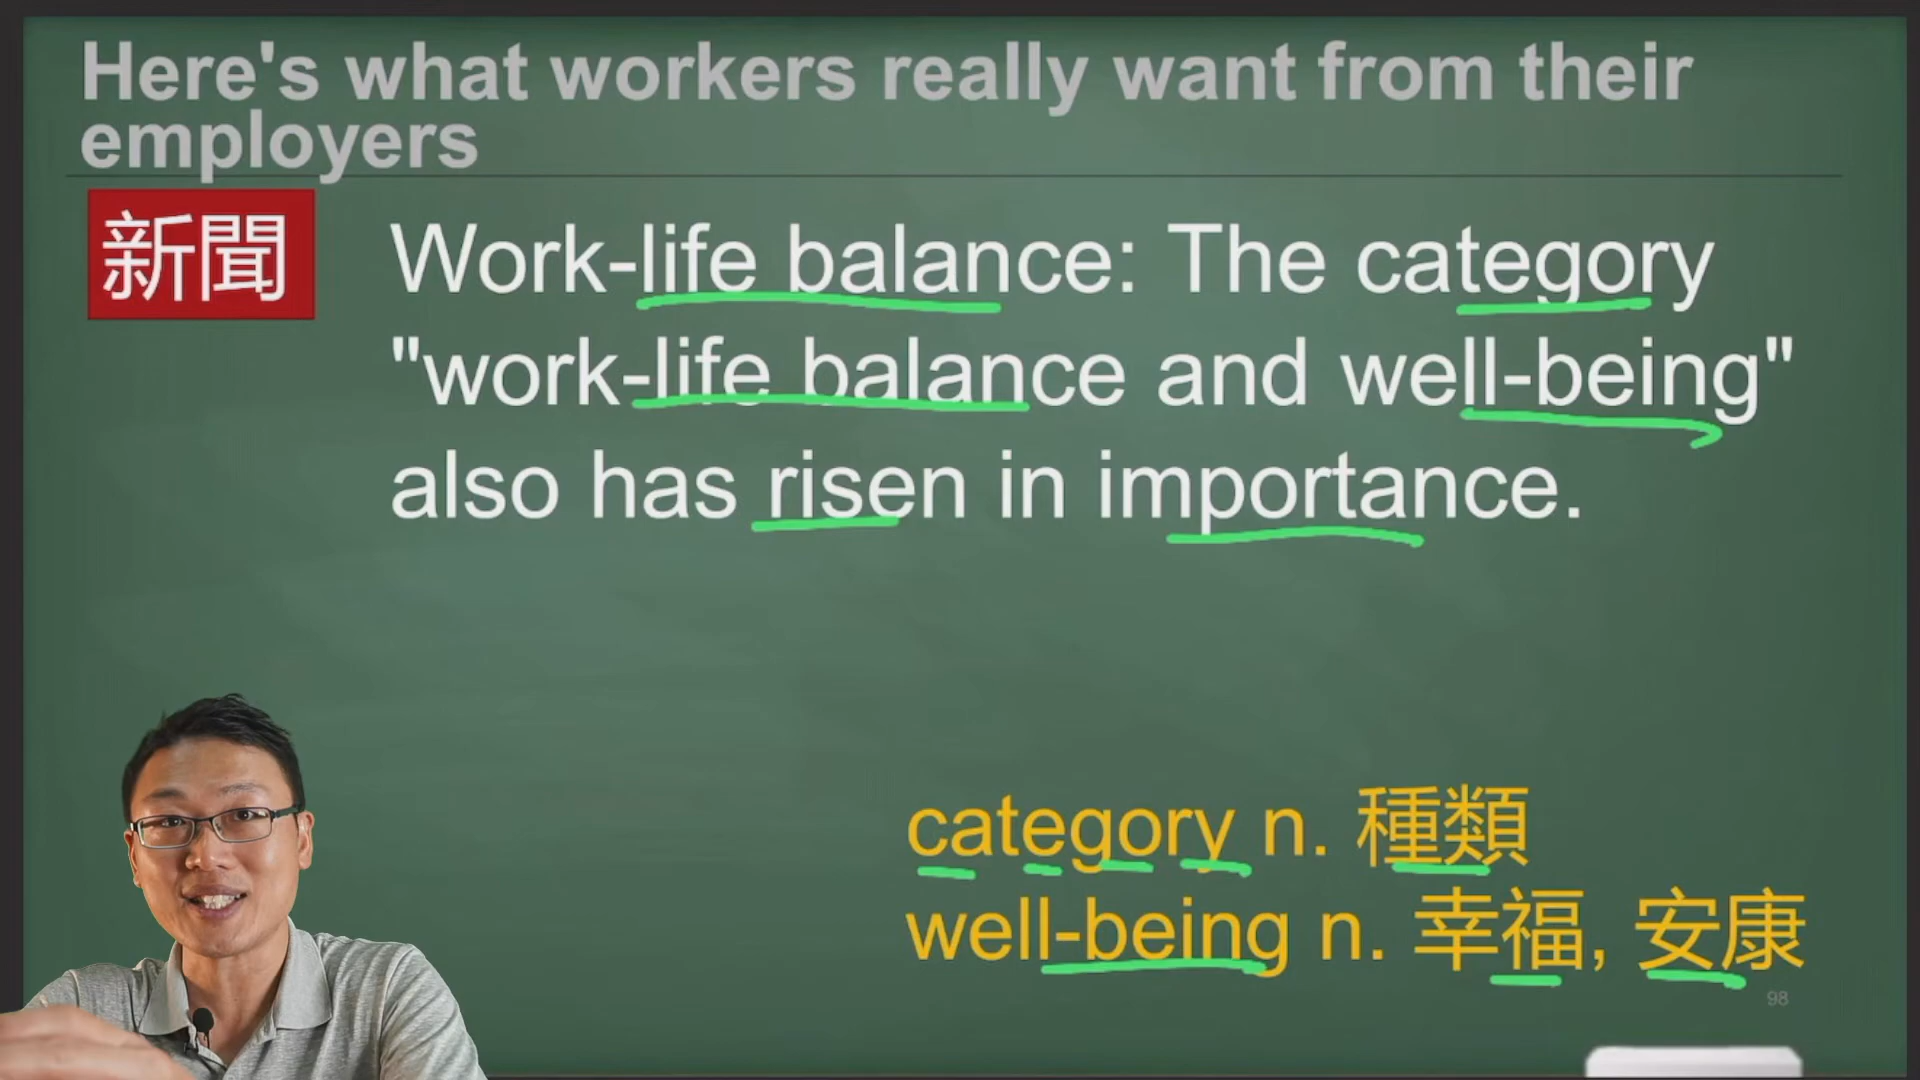 Here's what workers really want from their
employers
新聞
Work-life balance: The category
"work-life balance and well-being"
also has risen in importance.
category n. 種類
well-being n. 幸福, 安康
98